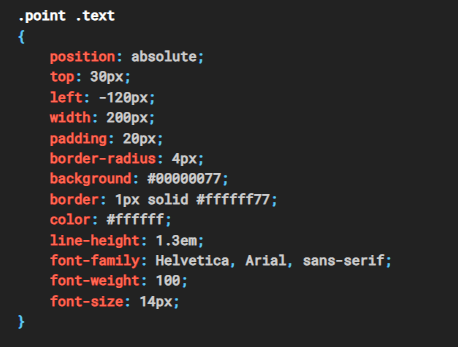 .point .text
{
    position: absolute;
    top: 30px;
    left: -120px;
    width: 200px;
    padding: 20px;
    border-radius: 4px;
    background: #00000077;
    border: 1px solid #ffffff77;
    color: #ffffff;
    line-height: 1.3em;
    font-family: Helvetica, Arial, sans-serif;
    font-weight: 100;
    font-size: 14px;
}